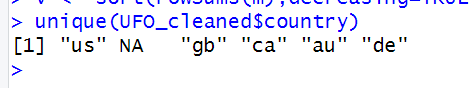 > unique(UFO_cleaned$country)
[1] "us" NA   "gb" "ca" "au" "de"
>